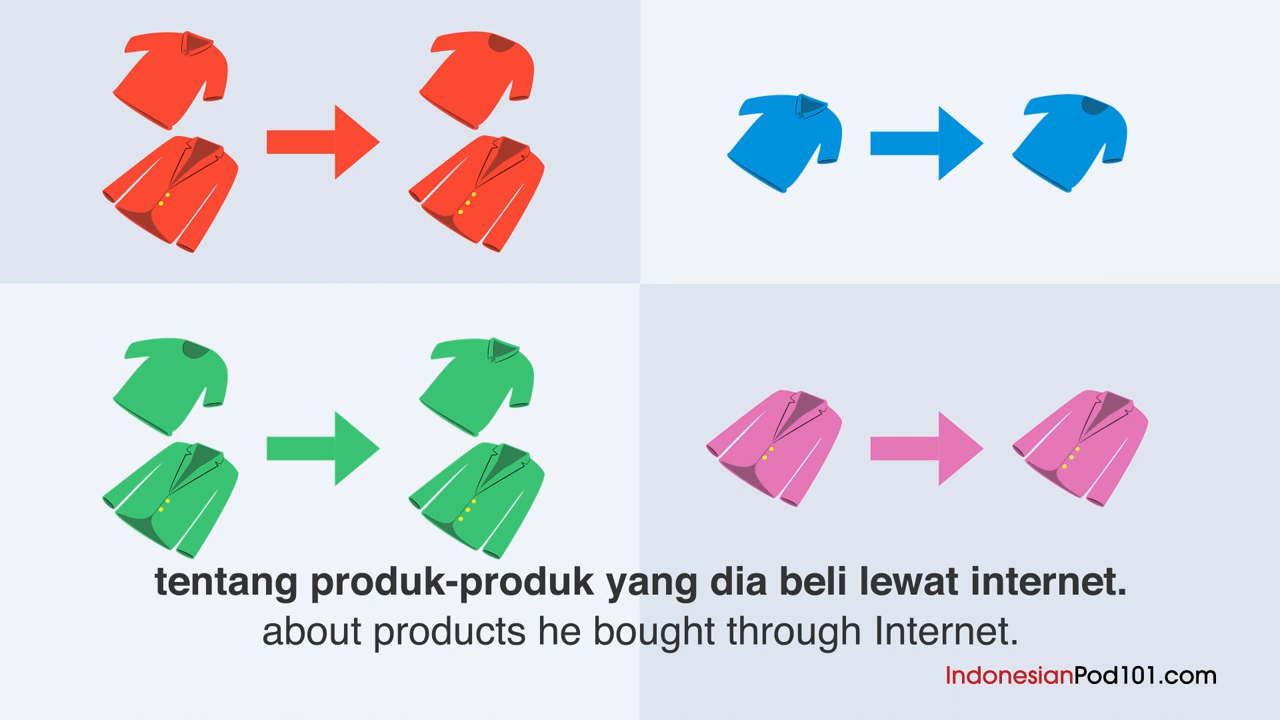 tentang produk-produk yang dia beli lewat internet.
about products he bought through Internet.
IndonesianPod101.com